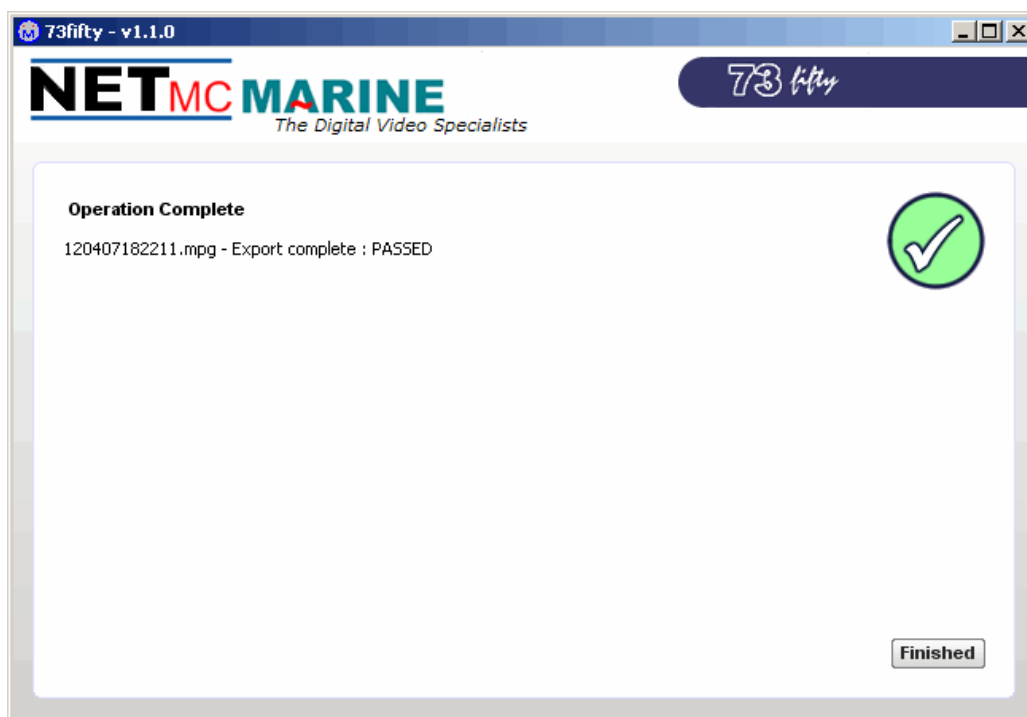 73fifty - v1.1.0
NETMC MARINE
73 fifty
The Digital Video Specialists
Operation Complete
120407182211.mpg - Export complete : PASSED
Finished